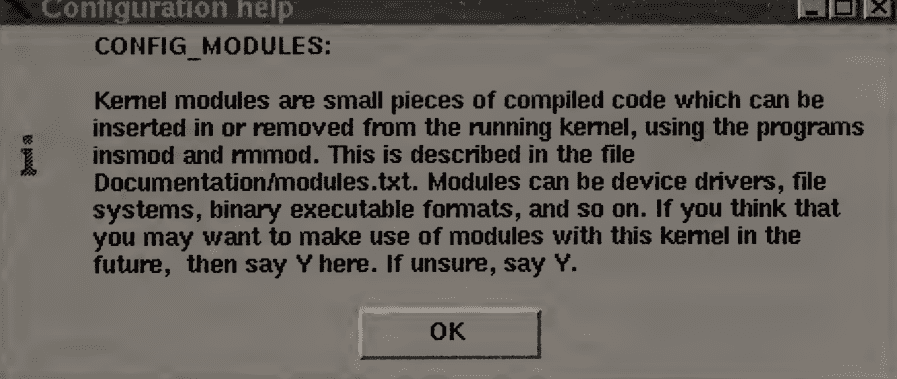 Configuration help
CONFIG_MODULES:
Kernel modules are small pieces of compiled code which can be
inserted in or removed from the running kernel, using the programs
insmod and rmmod. This is described in the file
Documentation/modules.txt. Modules can be device drivers, file
systems, binary executable formats, and so on. If you think that
you may want to make use of modules with this kernel in the
future,  then say Y here. If unsure, say Y.
OK